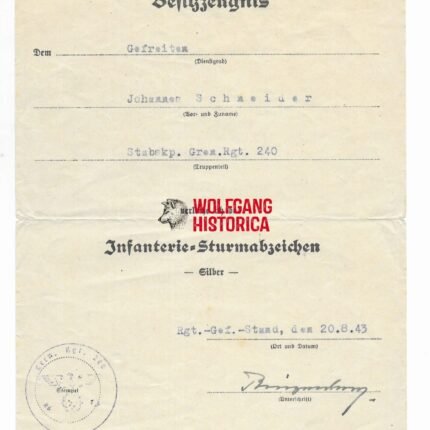 Besitzzeugnis
Dem Gefreiten
(Dienstgrad)
Johannes Schneider
(Vor- und Zuname)
Stabskp. Gren.Rgt. 240
(Truppenteil)
WOLFGANG
HISTORICA
Infanterie-Sturmabzeichen
— Silber —
Rgt.-Gef.-Stand, den 20.8.43
(Ort und Datum)
(Unterschrift)